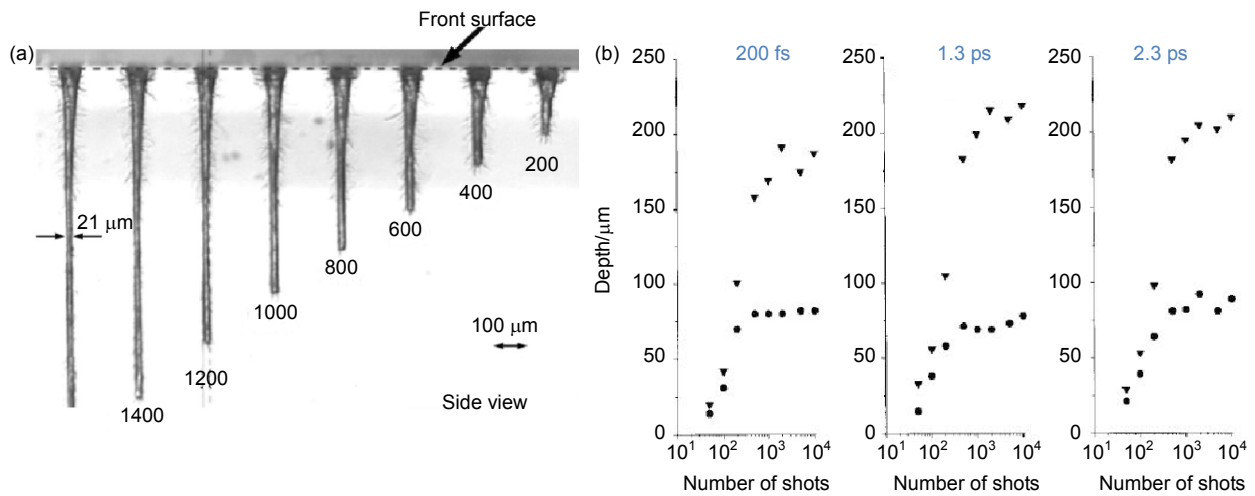 (a)
Front surface
21 μm
1400
1200
1000
800
600
400
200
100 μm
Side view
(b)
Depth/μm
200 fs
250
200
150
100
50
0
10¹ 10² 10³ 10⁴
Number of shots
1.3 ps
250
200
150
100
50
0
10¹ 10² 10³ 10⁴
Number of shots
2.3 ps
250
200
150
100
50
0
10¹ 10² 10³ 10⁴
Number of shots